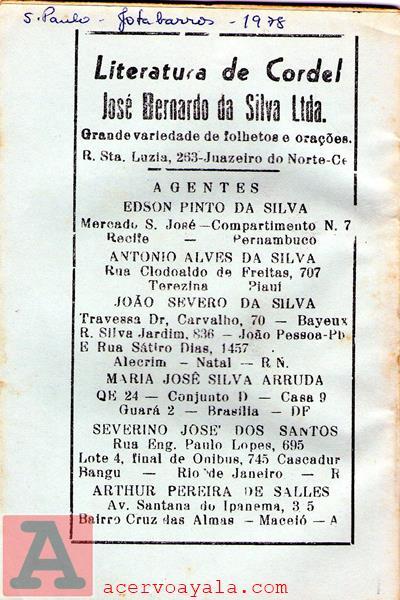 S. Paulo - Jotabarros - 1978
Literatura de Cordel
José Bernardo da Silva Ltda.
Grande variedade de folhetos e orações.
R. Sta. Luzia, 263-Juazeiro do Norte-Ce
AGENTES
EDSON PINTO DA SILVA
Mercado S. José—Compartimento N. 7
Recife — Pernambuco
ANTONIO ALVES DA SILVA
Rua Clodoaldo de Freitas, 707
Terezina Piauí
JOÃO SEVERO DA SILVA
Travessa Dr, Carvalho, 70 — Bayeux
R. Silva Jardim, 836 — João Pessoa-Pb
E Rua Sátiro Dias, 1457
Alecrim — Natal — R N.
MARIA JOSÉ SILVA ARRUDA
QE 24 — Conjunto D — Casa 9
Guará 2 — Brasília — DF
SEVERINO JOSE' DOS SANTOS
Rua Eng. Paulo Lopes, 695
Lote 4, final de Onibus, 745 Cascadur
Bangu — Rio de Janeiro — R
ARTHUR PEREIRA DE SALLES
Av. Santana do Ipanema, 3 5
Bairro Cruz das Almas — Maceió — A
A
acervoayala.com